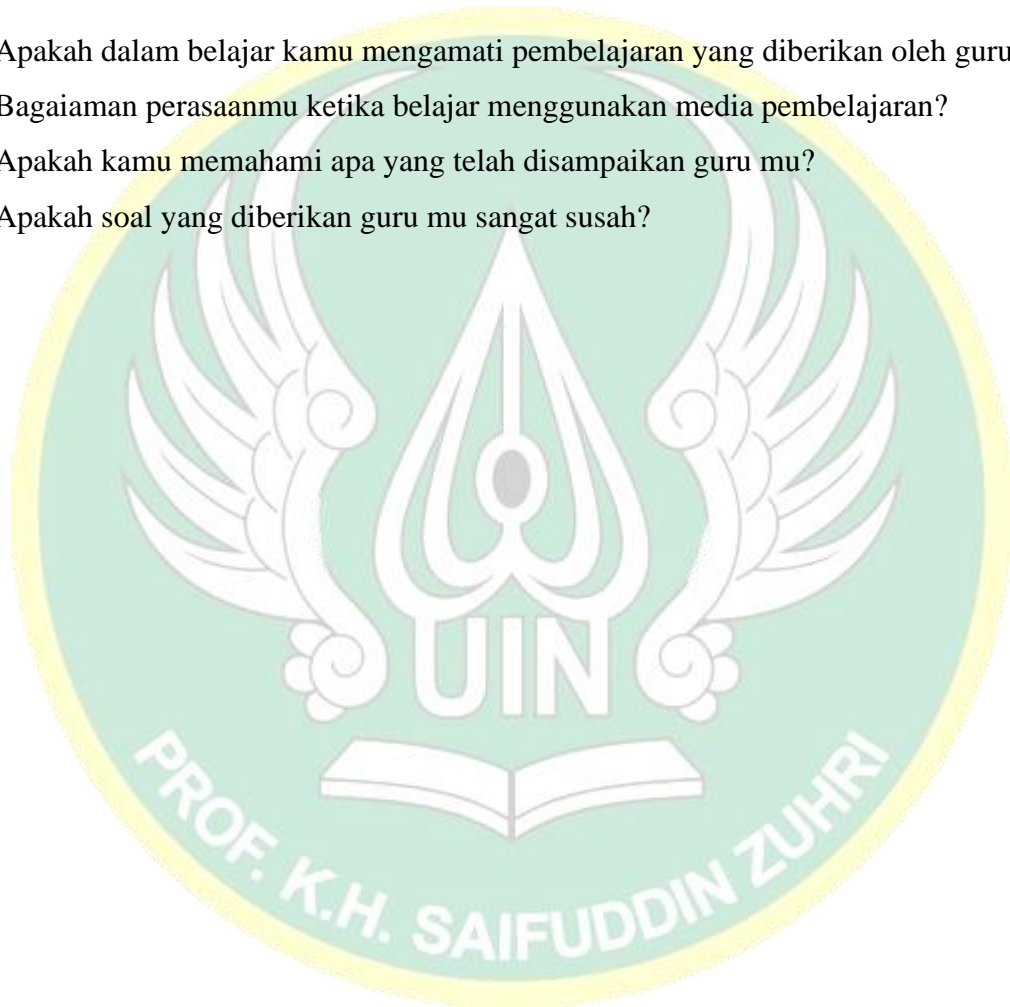 Apakah dalam belajar kamu mengamati pembelajaran yang diberikan oleh guru
Bagaiaman perasaanmu ketika belajar menggunakan media pembelajaran?
Apakah kamu memahami apa yang telah disampaikan guru mu?
Apakah soal yang diberikan guru mu sangat susah?
UIN
PROF. K.H. SAIFUDDIN ZUHRI